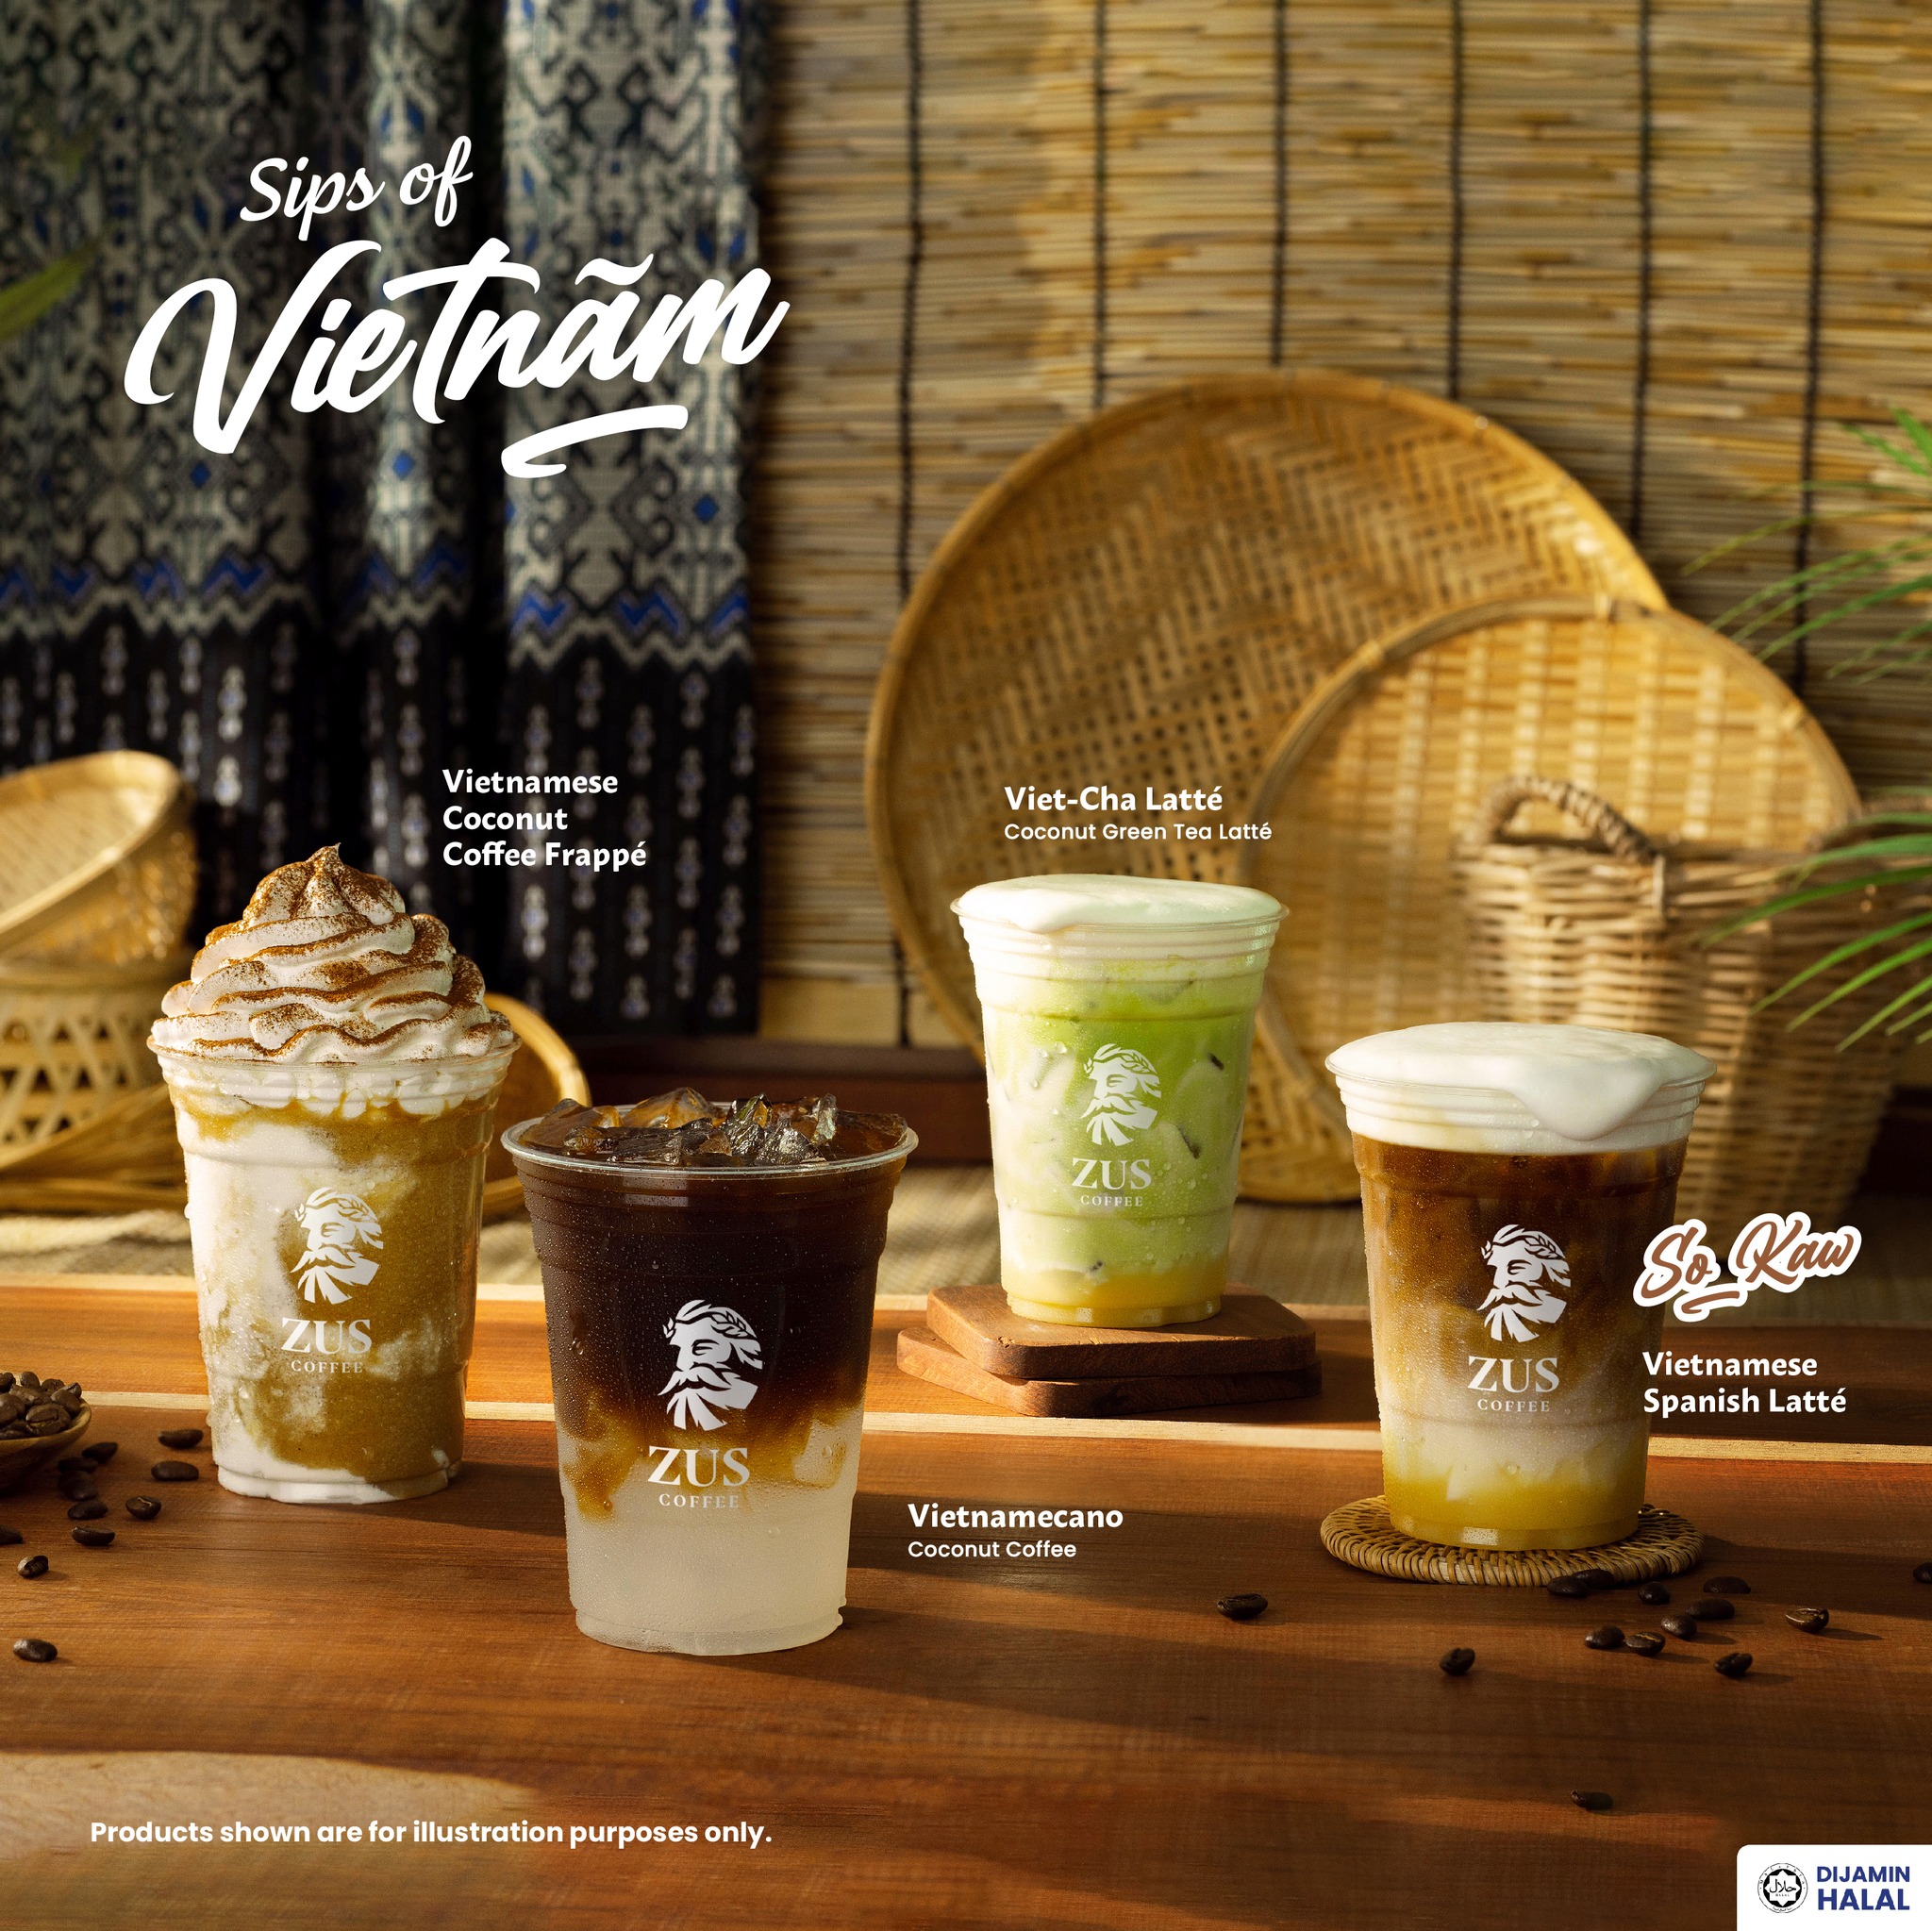 Sips of
Vietnãm
Vietnamese
Coconut
Coffee Frappé
Viet-Cha Latté
Coconut Green Tea Latté
ZUS
COFFEE
ZUS
COFFEE
ZUS
COFFEE
ZUS
COFFEE
So Kaw
Vietnamese
Spanish Latté
Vietnamecano
Coconut Coffee
Products shown are for illustration purposes only.
حلال
DIJAMIN
HALAL